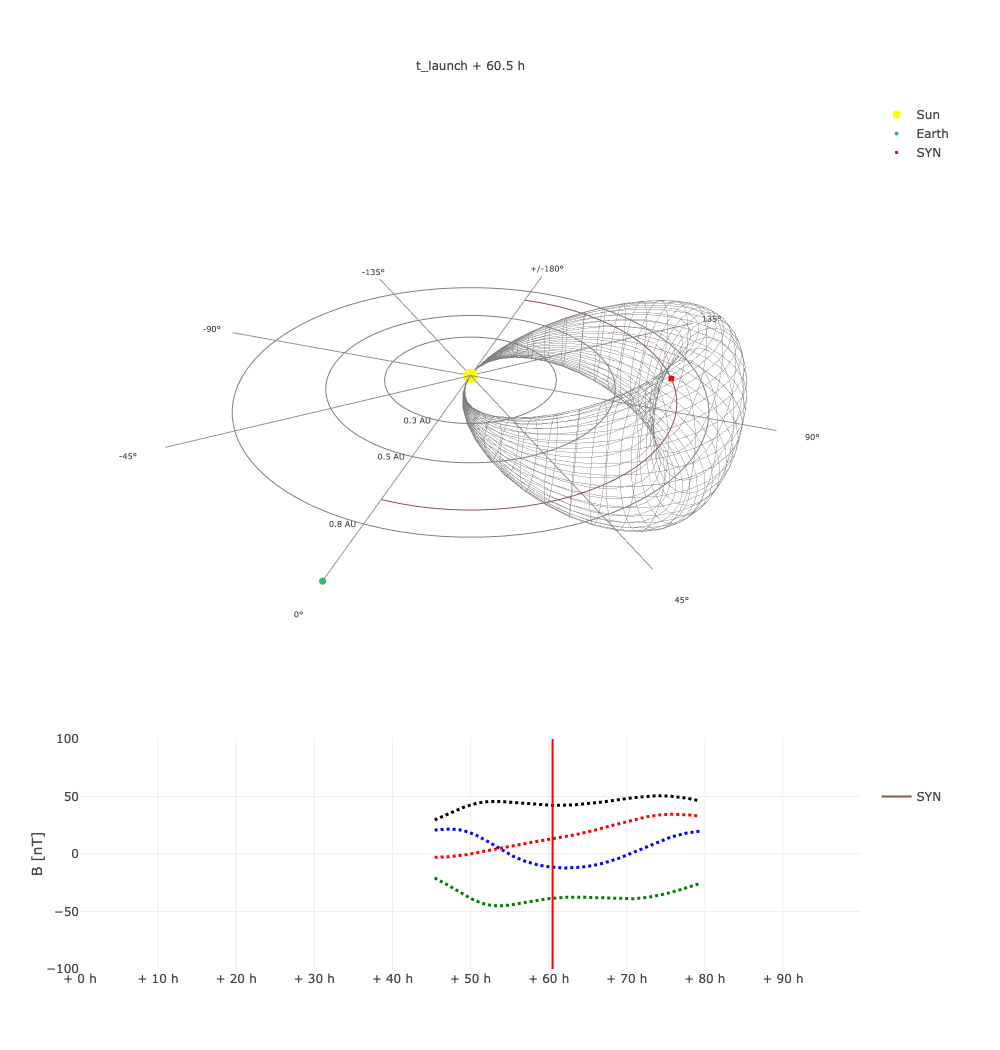 t_launch + 60.5 h
Sun
Earth
SYN
-135°
+/-180°
-90°
135°
0.3 AU
90°
-45°
0.5 AU
0.8 AU
45°
0°
100
50
SYN
0
B [nT]
−50
−100
+ 0 h
+ 10 h
+ 20 h
+ 30 h
+ 40 h
+ 50 h
+ 60 h
+ 70 h
+ 80 h
+ 90 h